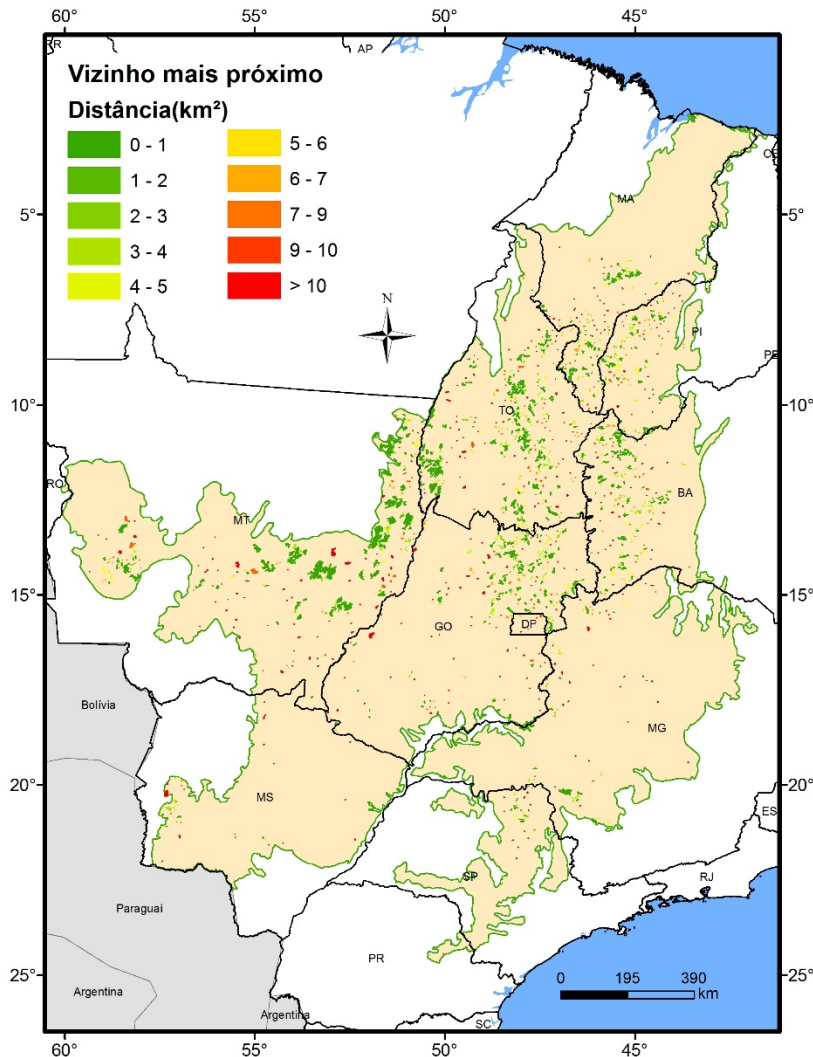 60° 55° 50° 45°
RR
AP
Vizinho mais próximo
Distância(km²)
0 - 1
1 - 2
2 - 3
3 - 4
4 - 5
5 - 6
6 - 7
7 - 9
9 - 10
> 10
N
CE
MA
5° 5°
PI
PE
TO
10° 10°
RO
MT
BA
15° 15°
GO
DF
Bolívia
MG
MS
20° 20°
ES
SP
RJ
Paraguai
PR
0 195 390
km
25° 25°
Argentina
Argentina
SC
60° 55° 50° 45°